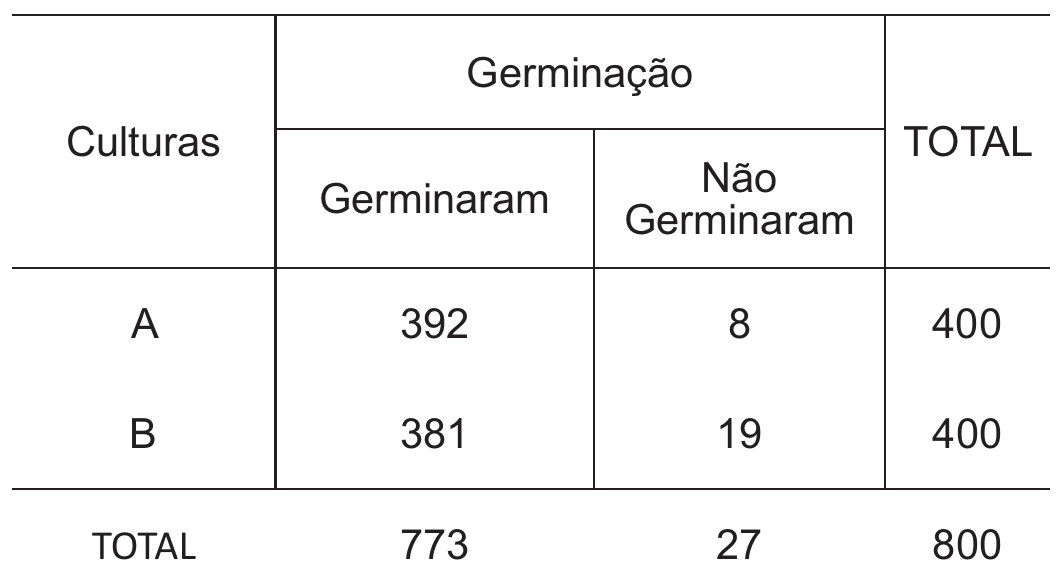 Culturas
Germinação
TOTAL
Germinaram
Não
Germinaram
A 392 8 400
B 381 19 400
TOTAL 773 27 800